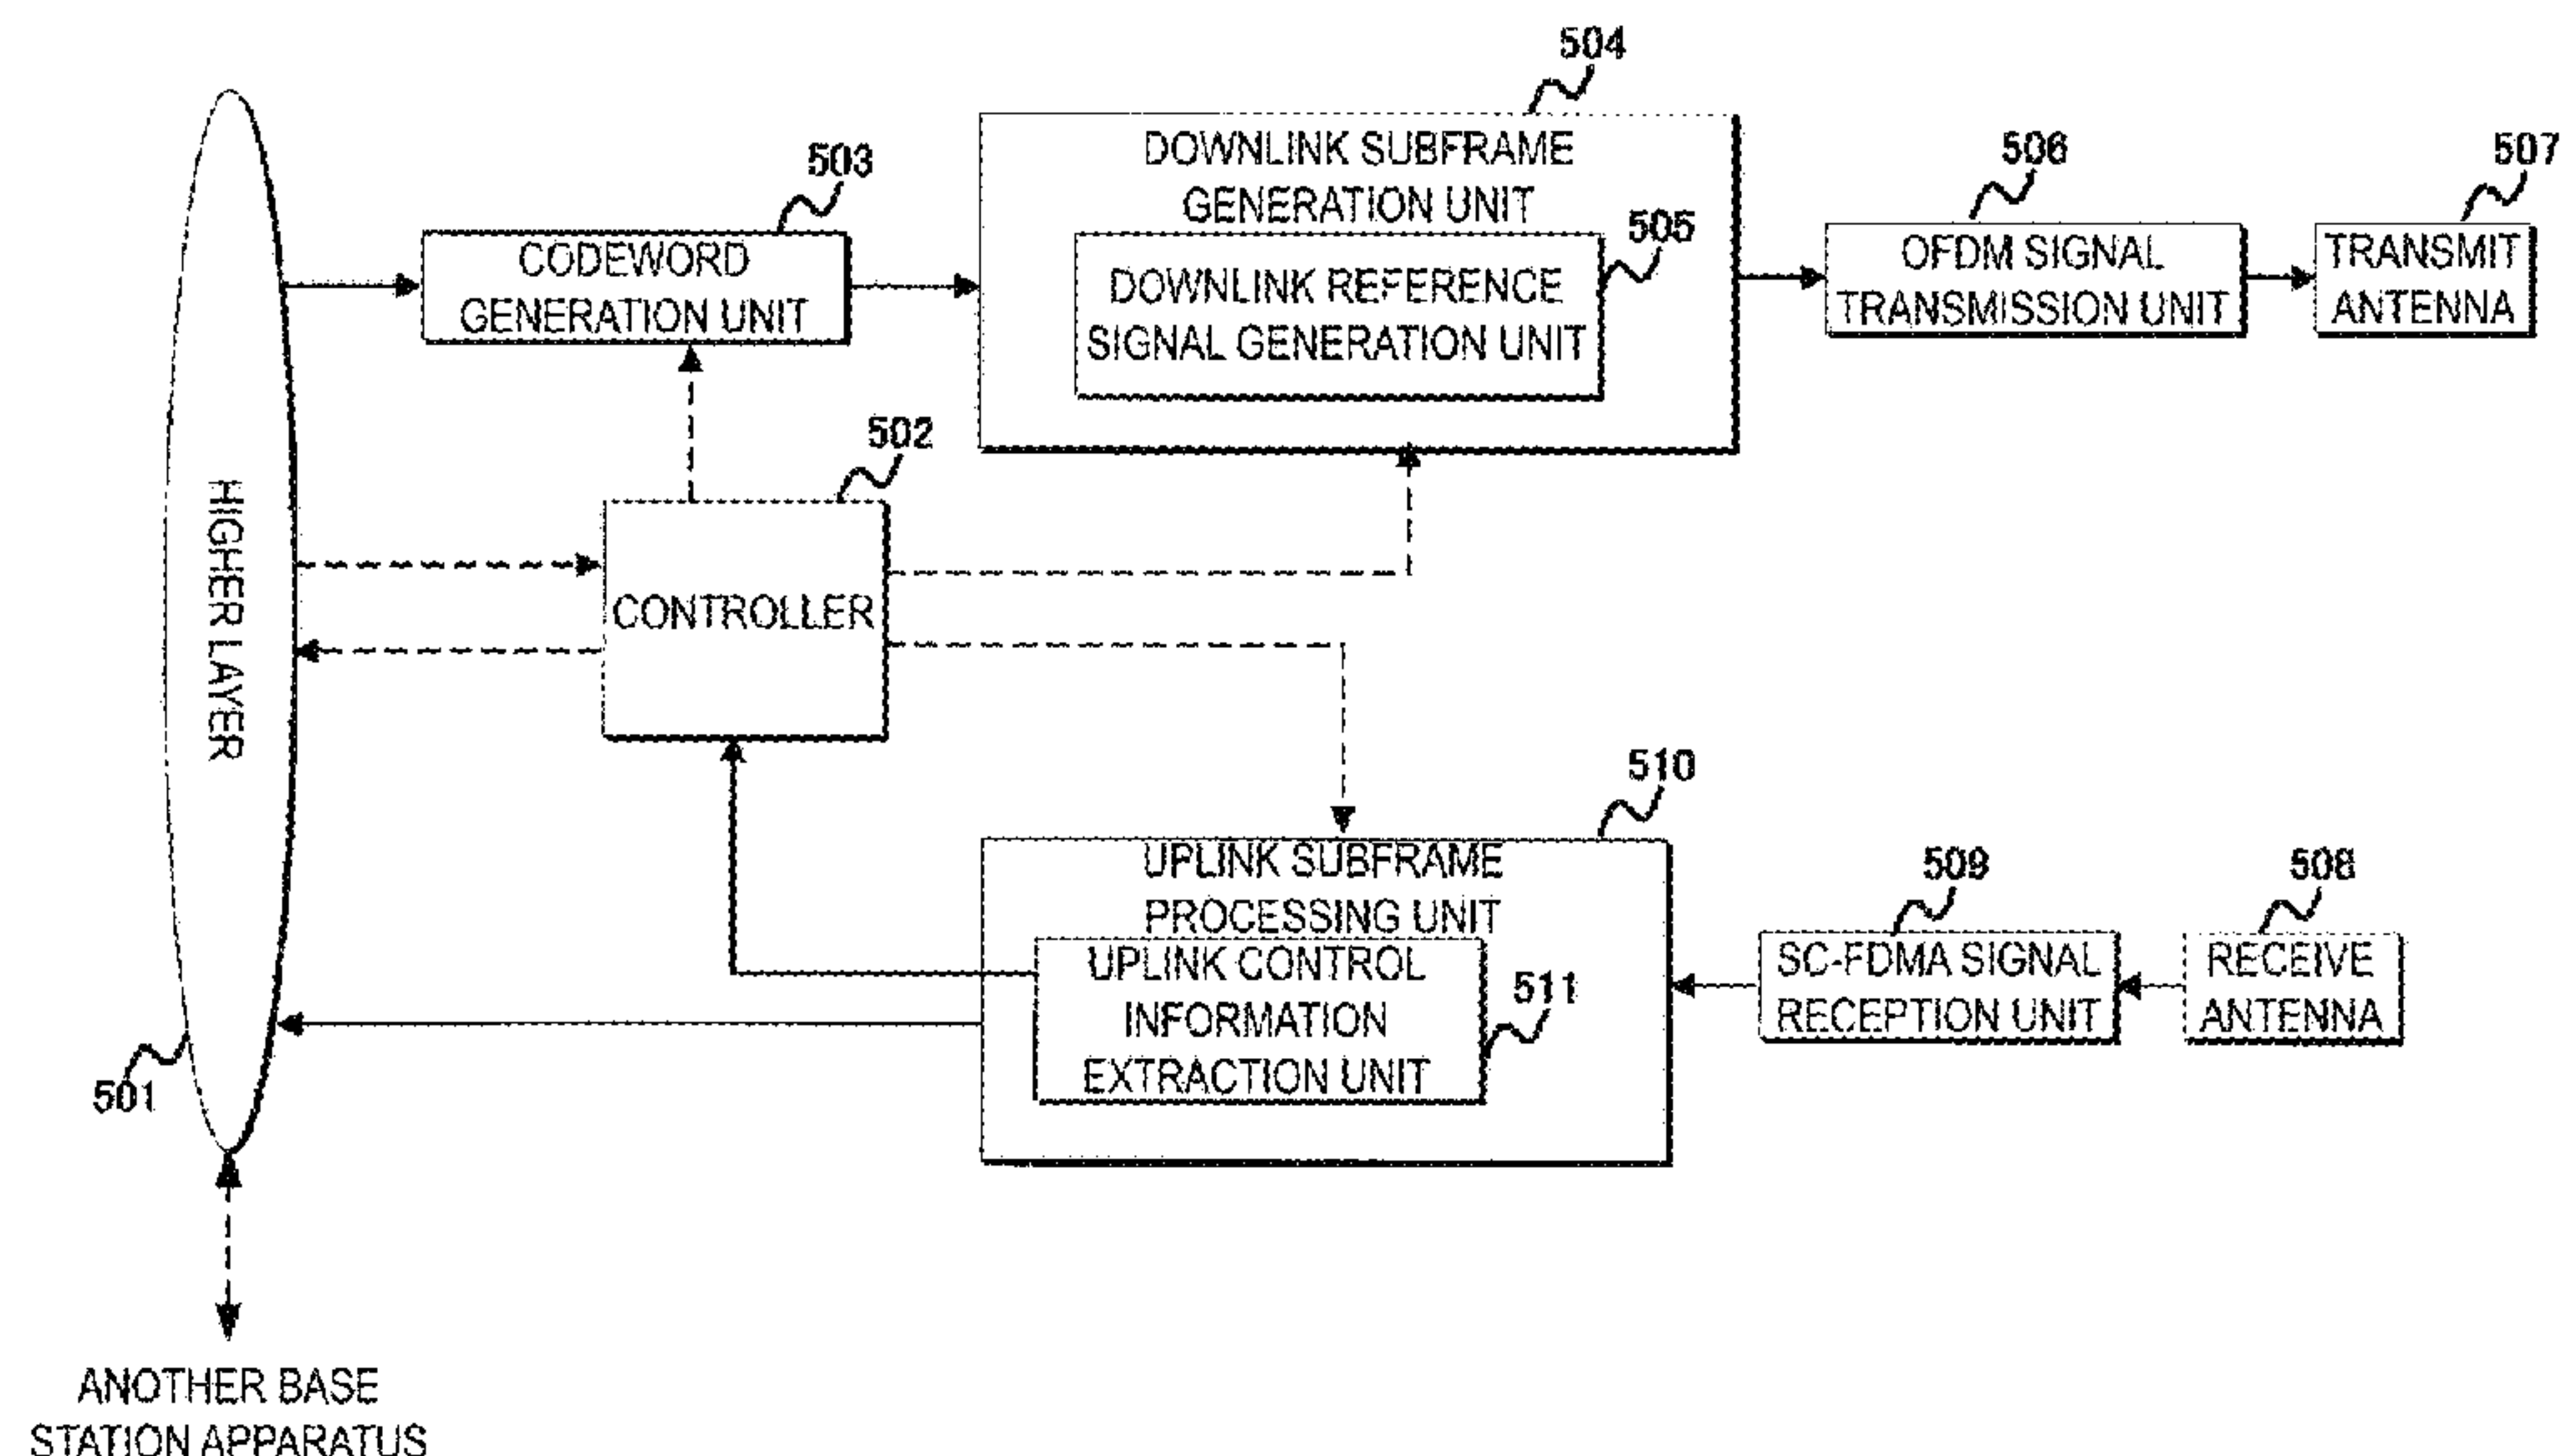 504
503
DOWNLINK SUBFRAME
GENERATION UNIT
506
507
505
CODEWORD
GENERATION UNIT
DOWNLINK REFERENCE
SIGNAL GENERATION UNIT
OFDM SIGNAL
TRANSMISSION UNIT
TRANSMIT
ANTENNA
502
HIGHER LAYER
CONTROLLER
510
UPLINK SUBFRAME
PROCESSING UNIT
509
508
UPLINK CONTROL
INFORMATION
EXTRACTION UNIT
511
SC-FDMA SIGNAL
RECEPTION UNIT
RECEIVE
ANTENNA
501
ANOTHER BASE
STATION APPARATUS